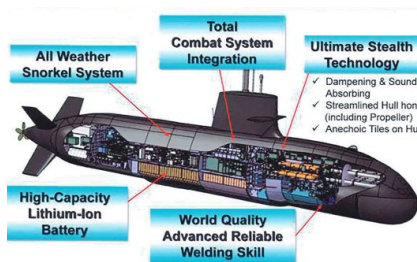 All Weather
Snorkel System
Total
Combat System
Integration
Ultimate Stealth
Technology
✓ Dampening & Sound
Absorbing
✓ Streamlined Hull
(including Propeller)
✓ Anechoic Tiles on
High-Capacity
Lithium-Ion
Battery
World Quality
Advanced Reliable
Welding Skill